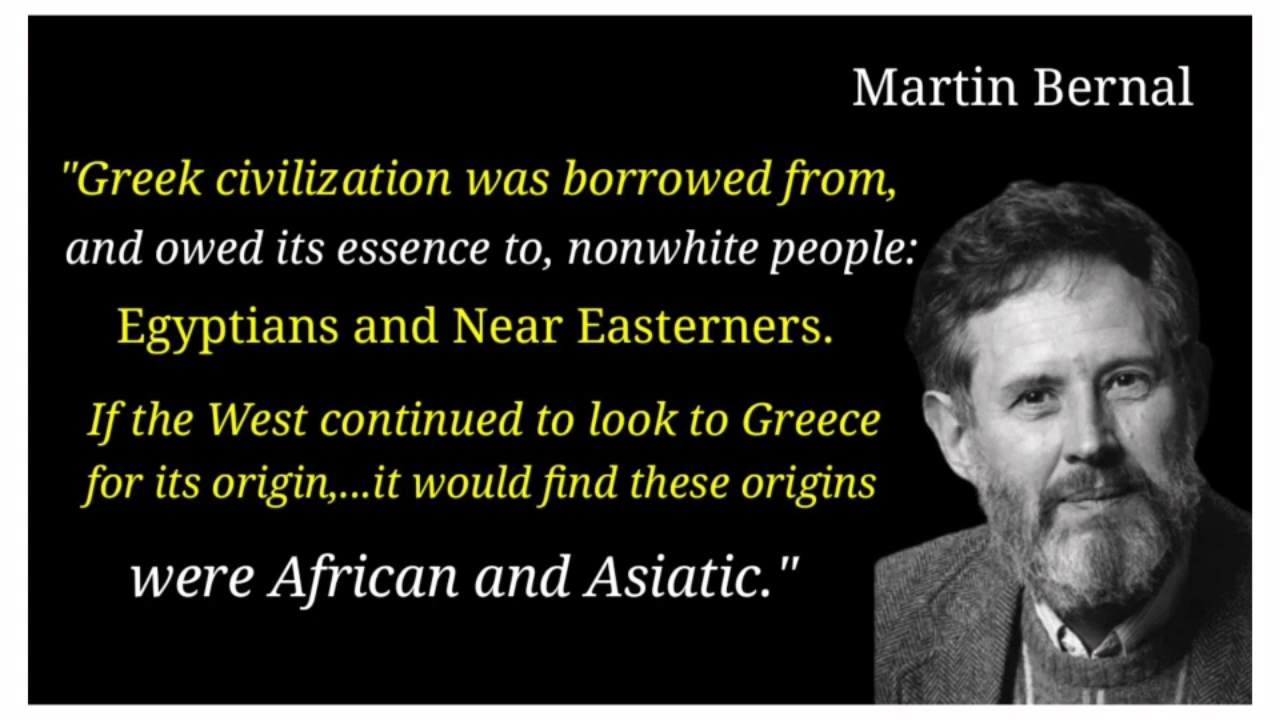 Martin Bernal
"Greek civilization was borrowed from,
and owed its essence to, nonwhite people:
Egyptians and Near Easterners.
If the West continued to look to Greece
for its origin,...it would find these origins
were African and Asiatic."